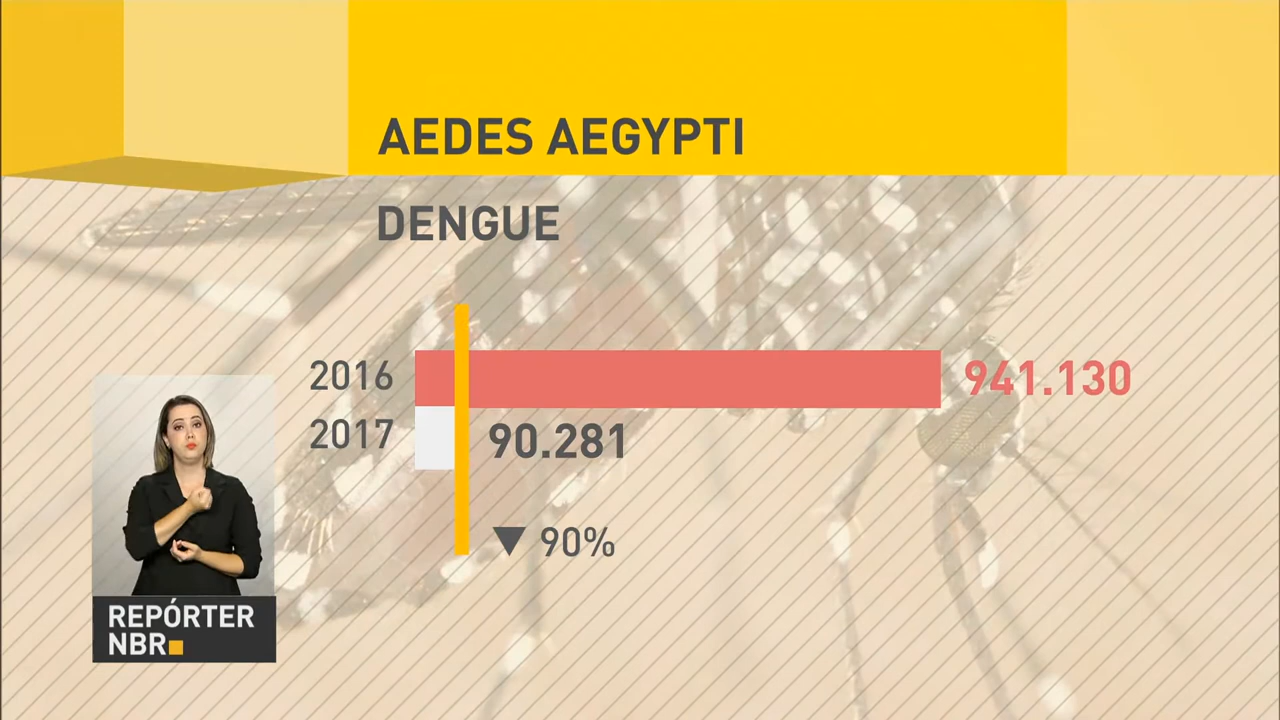 AEDES AEGYPTI
DENGUE
2016 941.130
2017 90.281
▼ 90%
REPÓRTER
NBR